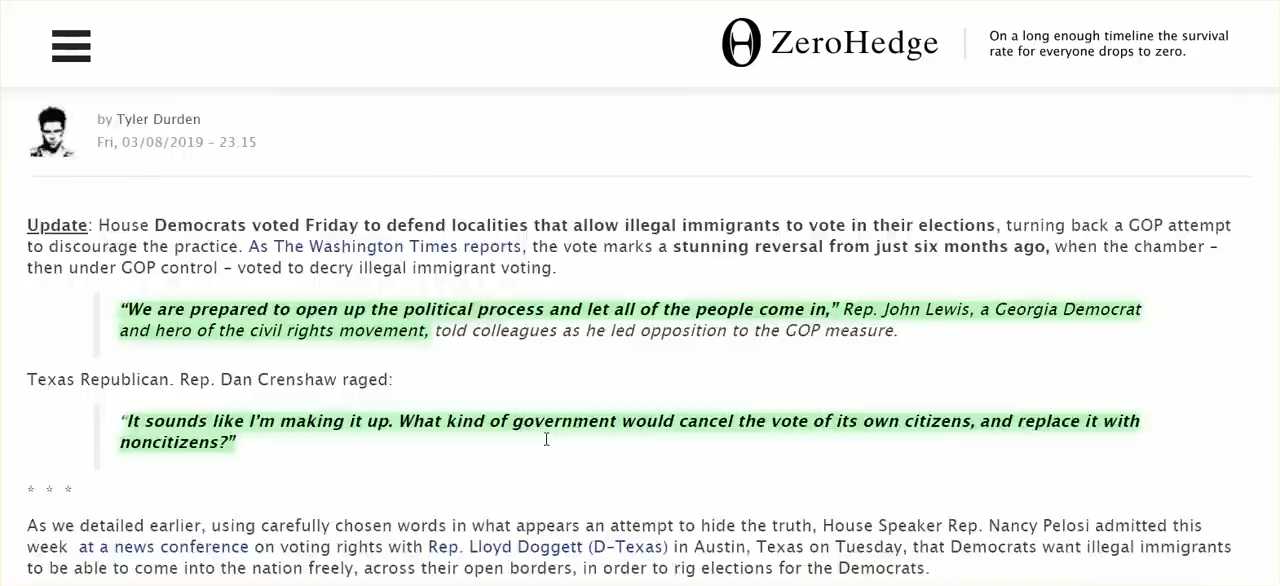 ZeroHedge
On a long enough timeline the survival
rate for everyone drops to zero.
by Tyler Durden
Fri, 03/08/2019 - 23:15
Update: House Democrats voted Friday to defend localities that allow illegal immigrants to vote in their elections, turning back a GOP attempt
to discourage the practice. As The Washington Times reports, the vote marks a stunning reversal from just six months ago, when the chamber –
then under GOP control – voted to decry illegal immigrant voting.
“We are prepared to open up the political process and let all of the people come in,” Rep. John Lewis, a Georgia Democrat
and hero of the civil rights movement, told colleagues as he led opposition to the GOP measure.
Texas Republican. Rep. Dan Crenshaw raged:
“It sounds like I’m making it up. What kind of government would cancel the vote of its own citizens, and replace it with
noncitizens?”
* * *
As we detailed earlier, using carefully chosen words in what appears an attempt to hide the truth, House Speaker Rep. Nancy Pelosi admitted this
week at a news conference on voting rights with Rep. Lloyd Doggett (D-Texas) in Austin, Texas on Tuesday, that Democrats want illegal immigrants
to be able to come into the nation freely, across their open borders, in order to rig elections for the Democrats.